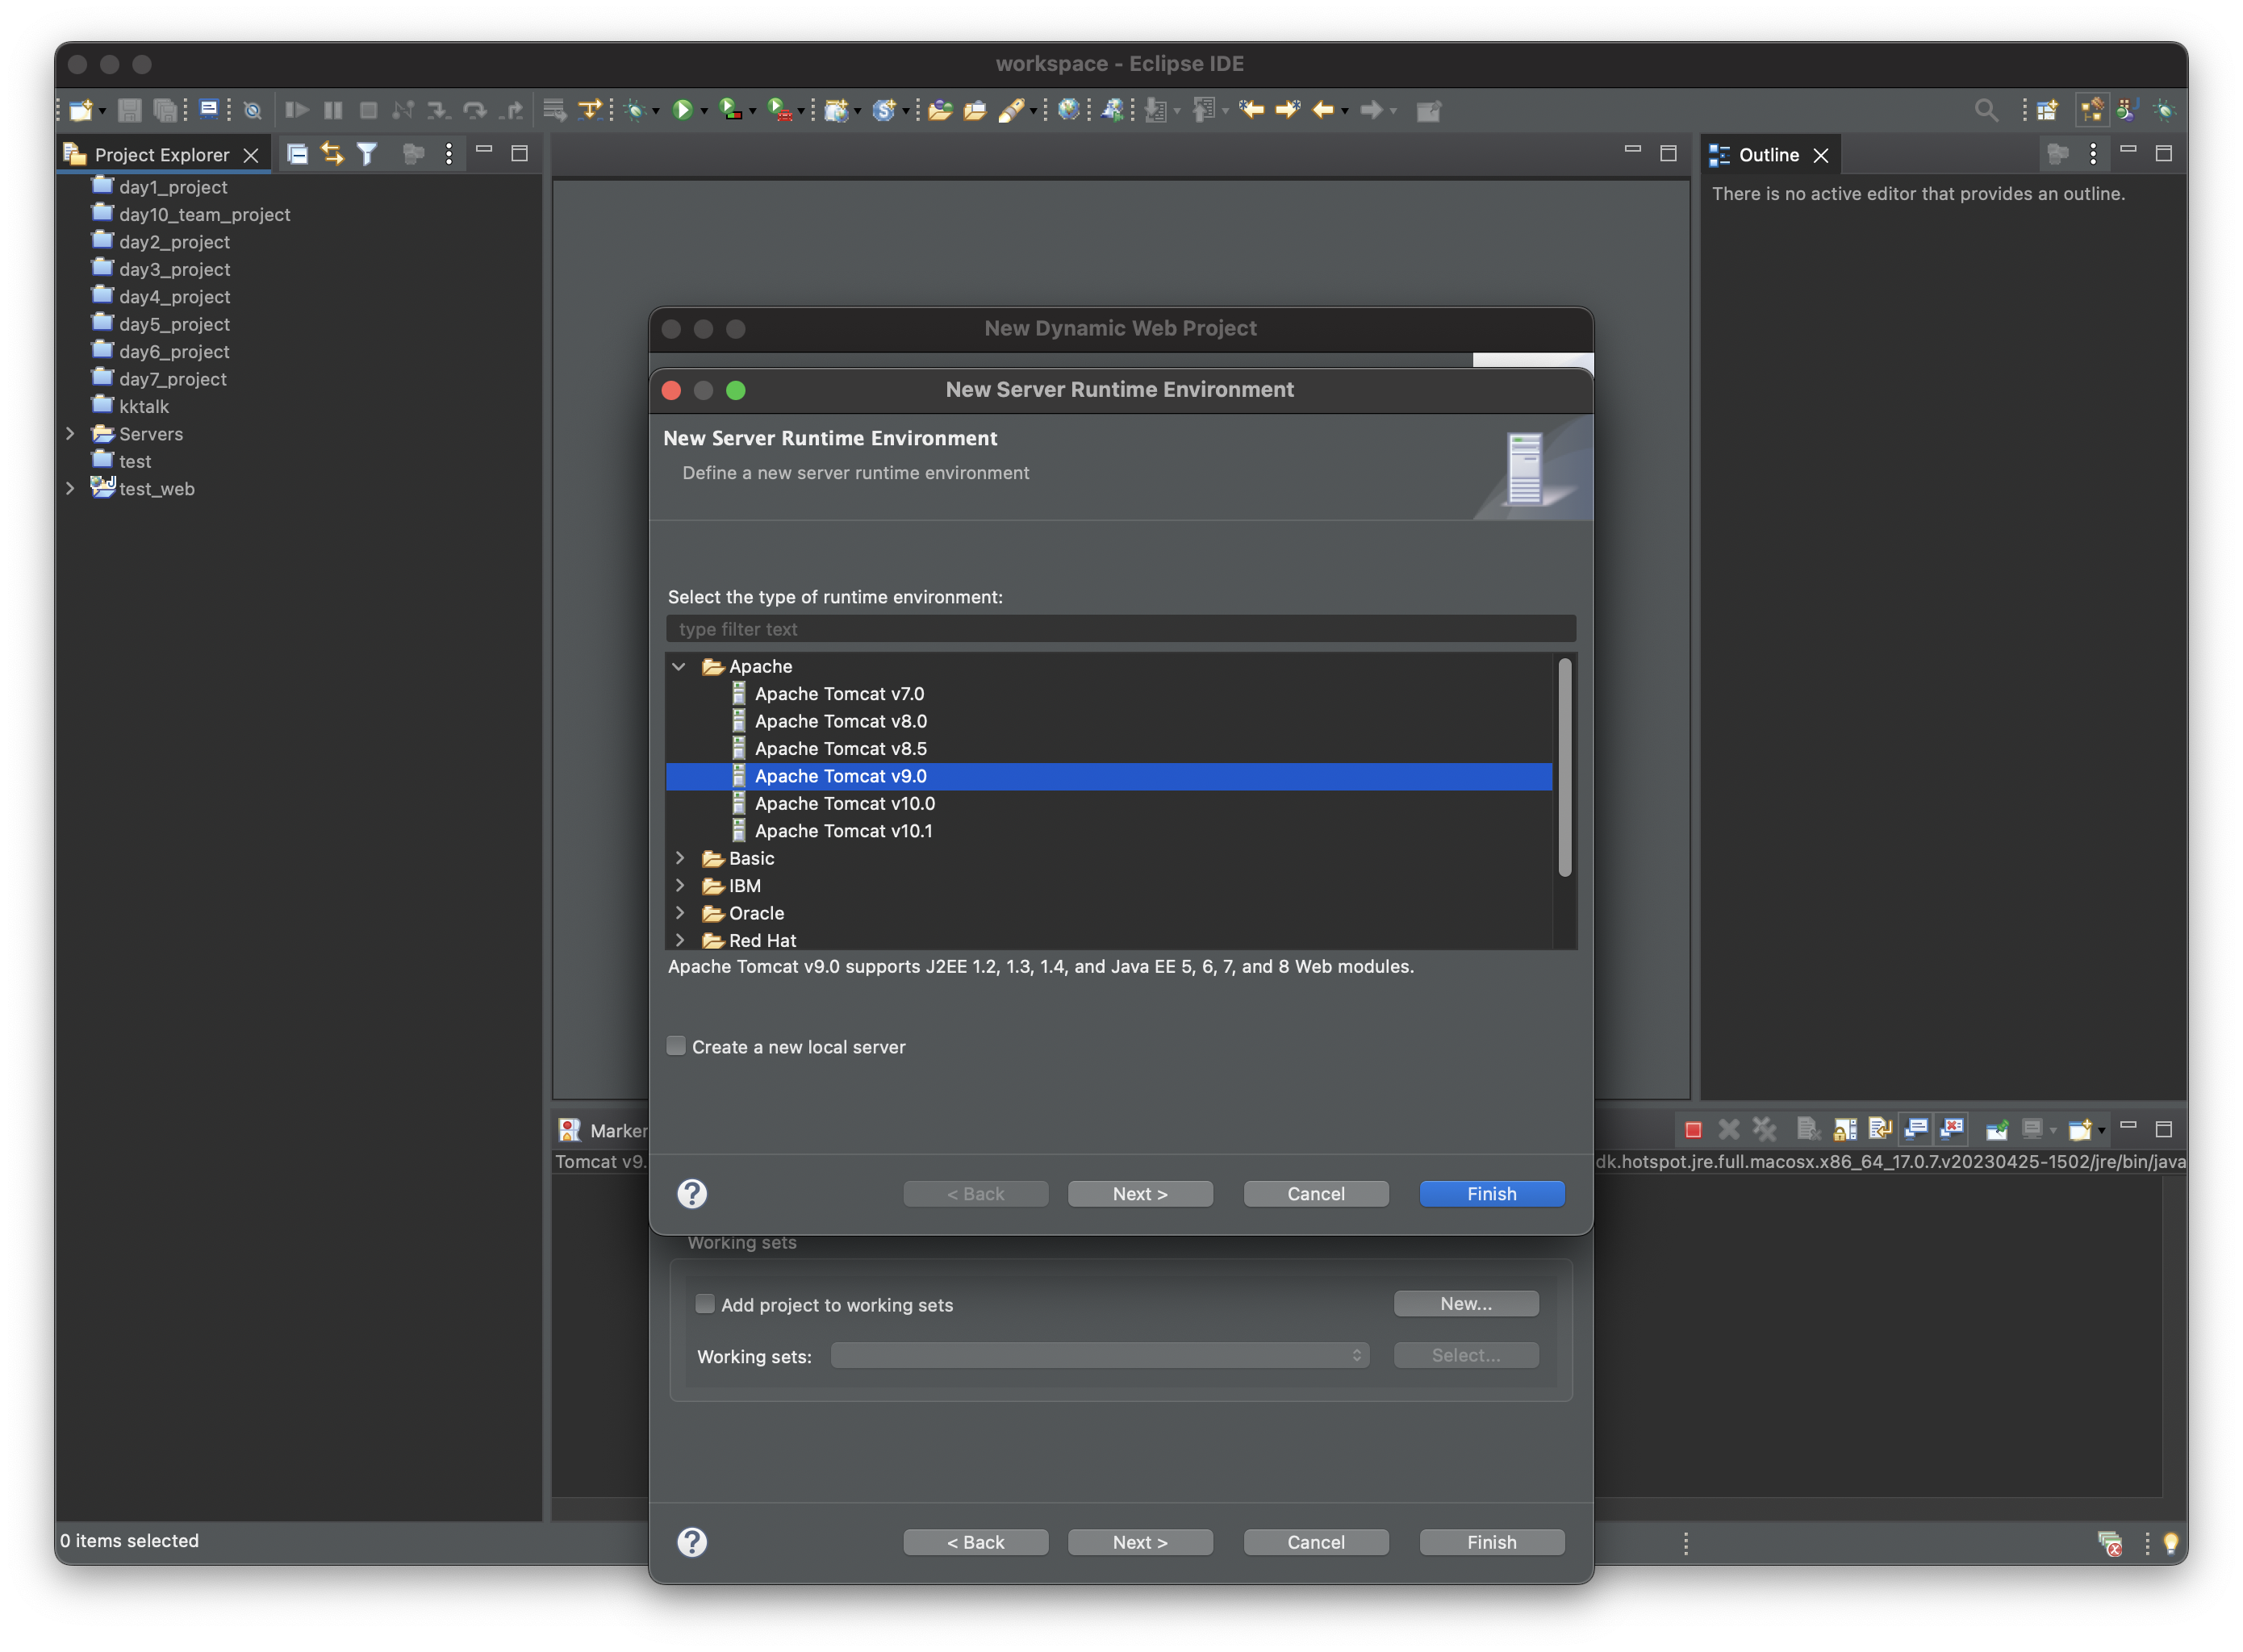 workspace - Eclipse IDE
Project Explorer
Outline
day1_project
day10_team_project
day2_project
day3_project
day4_project
day5_project
day6_project
day7_project
kktalk
Servers
test
test_web
There is no active editor that provides an outline.
New Dynamic Web Project
New Server Runtime Environment
New Server Runtime Environment
Define a new server runtime environment
Select the type of runtime environment:
type filter text
Apache
Apache Tomcat v7.0
Apache Tomcat v8.0
Apache Tomcat v8.5
Apache Tomcat v9.0
Apache Tomcat v10.0
Apache Tomcat v10.1
Basic
IBM
Oracle
Red Hat
Apache Tomcat v9.0 supports J2EE 1.2, 1.3, 1.4, and Java EE 5, 6, 7, and 8 Web modules.
Create a new local server
Marker
Tomcat v9.
dk.hotspot.jre.full.macosx.x86_64_17.0.7.v20230425-1502/jre/bin/java
< Back Next > Cancel Finish
Working sets
Add project to working sets New...
Working sets: Select...
< Back Next > Cancel Finish
0 items selected